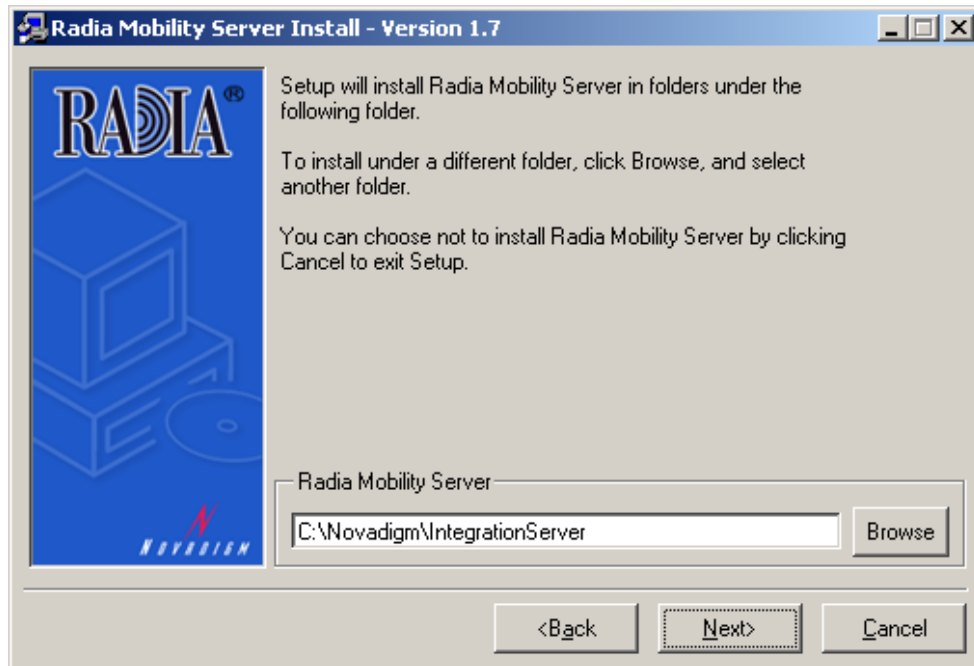 Radia Mobility Server Install - Version 1.7
RADIA®
Setup will install Radia Mobility Server in folders under the
following folder.
To install under a different folder, click Browse, and select
another folder.
You can choose not to install Radia Mobility Server by clicking
Cancel to exit Setup.
Radia Mobility Server
C:\Novadigm\IntegrationServer
Browse
NOVADIGM
<Back
Next>
Cancel